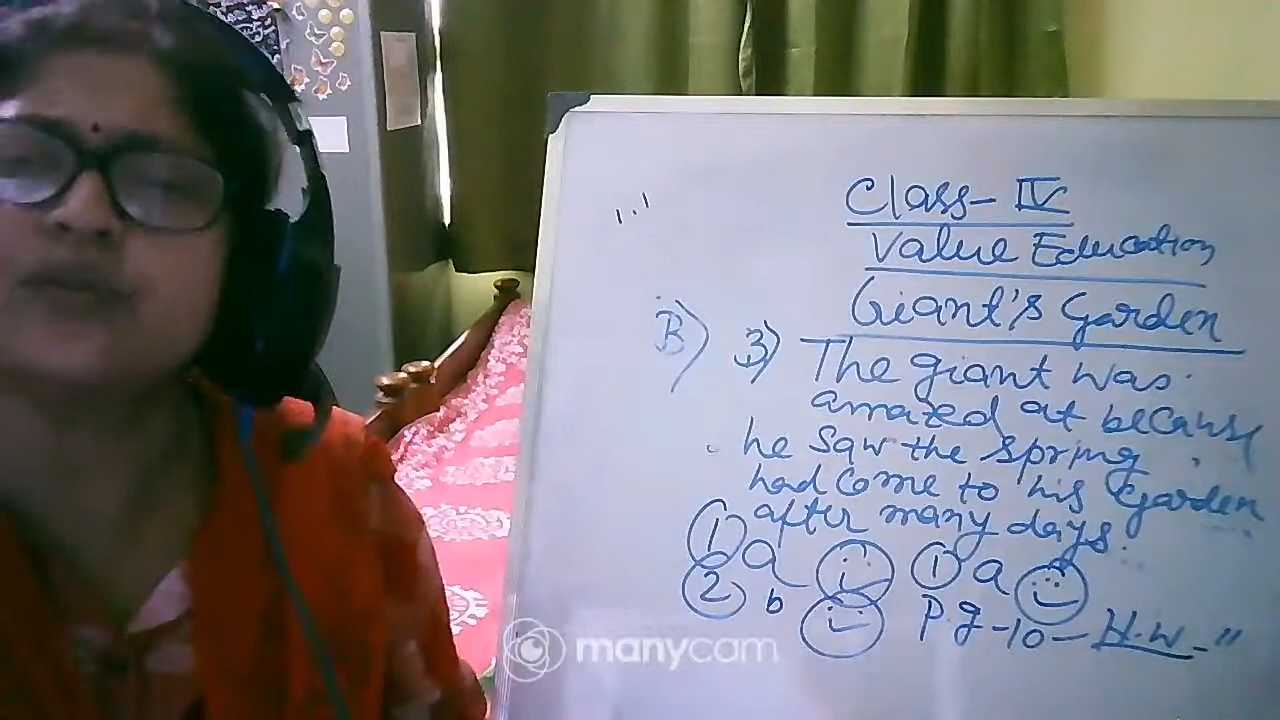 Class-IV
Value Education
Giant's Garden
B) 3) The giant was
amazed at because
he saw the spring
had come to his garden
after many days.
① a ① a
② b
Pg-10- H.W-"
manycam